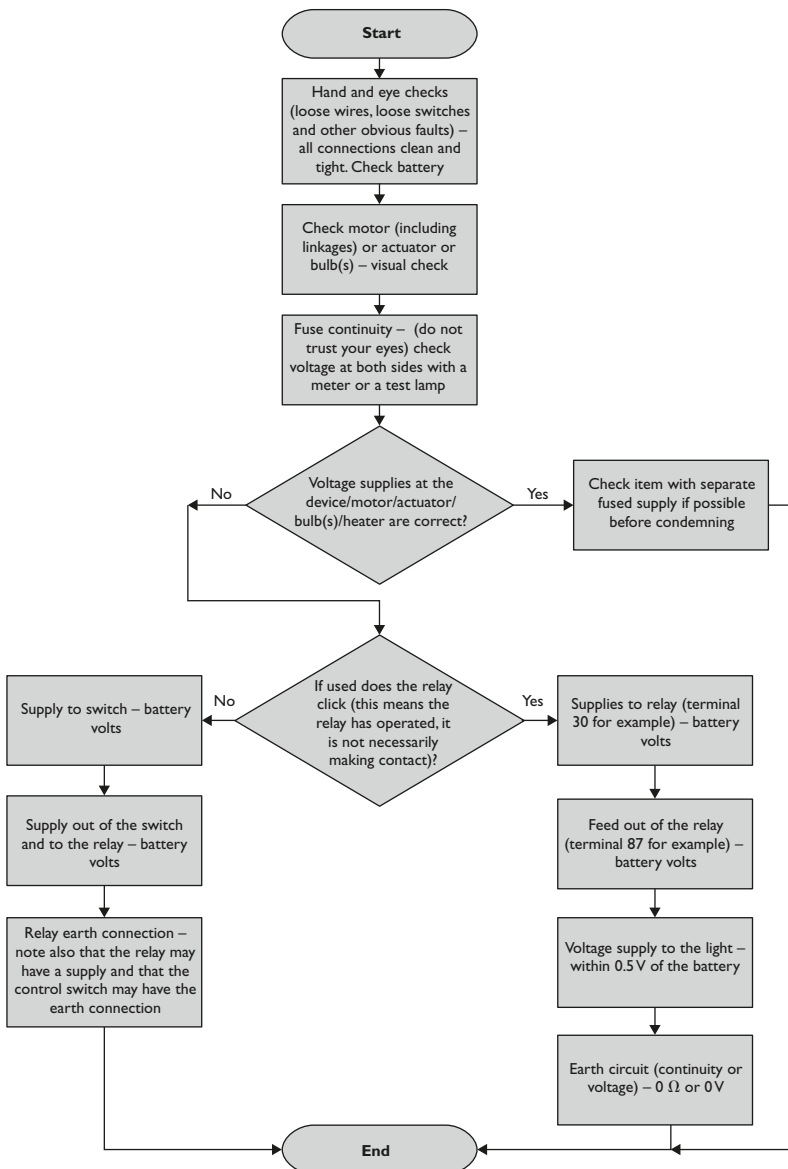 Start
Hand and eye checks
(loose wires, loose switches
and other obvious faults) –
all connections clean and
tight. Check battery
Check motor (including
linkages) or actuator or
bulb(s) – visual check
Fuse continuity – (do not
trust your eyes) check
voltage at both sides with a
meter or a test lamp
Voltage supplies at the
device/motor/actuator/
bulb(s)/heater are correct?
No
Yes
Check item with separate
fused supply if possible
before condemning
If used does the relay
click (this means the
relay has operated, it
is not necessarily
making contact)?
No
Yes
Supply to switch – battery
volts
Supply out of the switch
and to the relay – battery
volts
Relay earth connection –
note also that the relay may
have a supply and that the
control switch may have the
earth connection
Supplies to relay (terminal
30 for example) – battery
volts
Feed out of the relay
(terminal 87 for example) –
battery volts
Voltage supply to the light –
within 0.5 V of the battery
Earth circuit (continuity or
voltage) – 0 Ω or 0 V
End